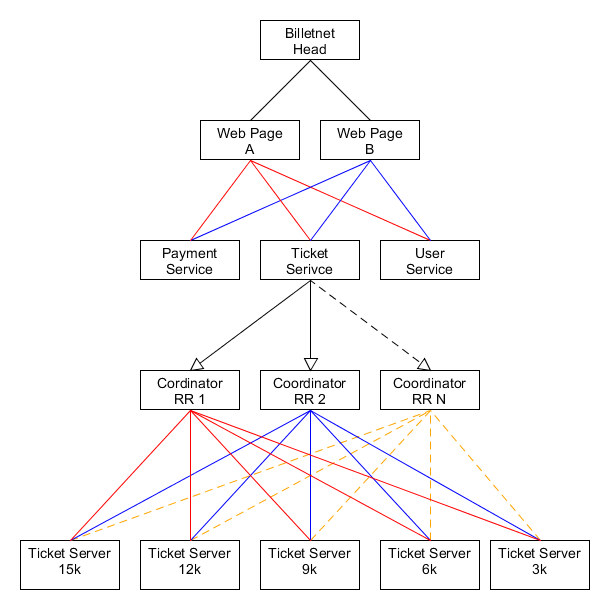 Billetnet
Head
Web Page
A
Web Page
B
Payment
Service
Ticket
Serivce
User
Service
Cordinator
RR 1
Coordinator
RR 2
Coordinator
RR N
Ticket Server
15k
Ticket Server
12k
Ticket Server
9k
Ticket Server
6k
Ticket Server
3k